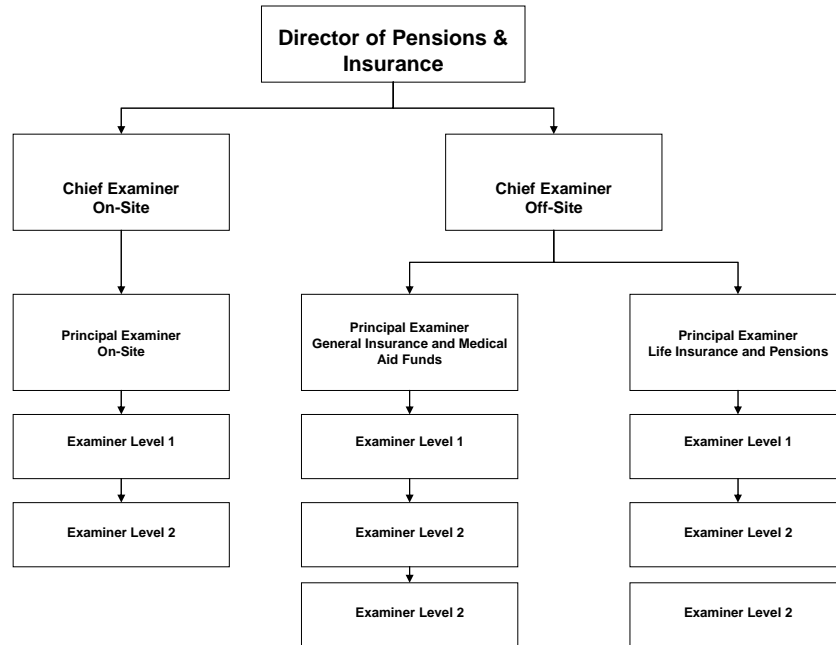 Director of Pensions &
Insurance
Chief Examiner
On-Site
Chief Examiner
Off-Site
Principal Examiner
On-Site
Principal Examiner
General Insurance and Medical
Aid Funds
Principal Examiner
Life Insurance and Pensions
Examiner Level 1
Examiner Level 1
Examiner Level 1
Examiner Level 2
Examiner Level 2
Examiner Level 2
Examiner Level 2
Examiner Level 2